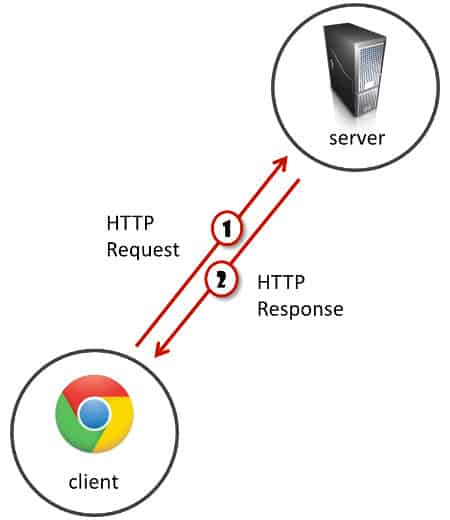 server
HTTP
Request
1
2
HTTP
Response
client